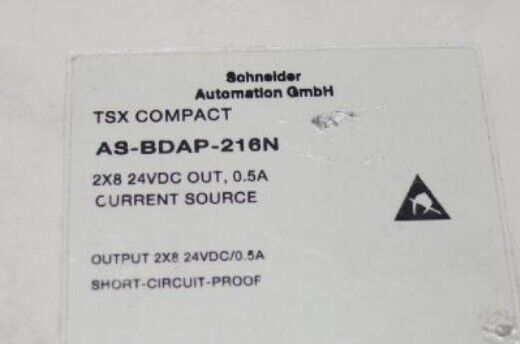 Schneider
Automation GmbH
TSX COMPACT
AS-BDAP-216N
2X8 24VDC OUT, 0.5A
CURRENT SOURCE
OUTPUT 2X8 24VDC/0.5A
SHORT-CIRCUIT-PROOF